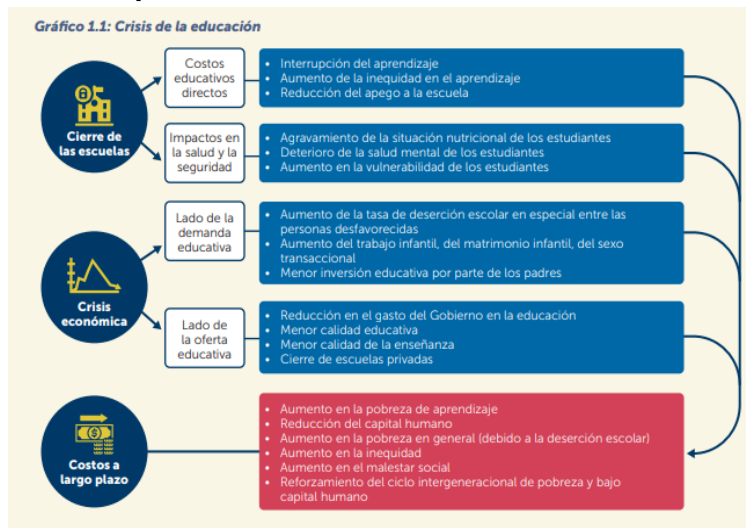 Gráfico 1.1: Crisis de la educación
Cierre de
las escuelas
Costos
educativos
directos
• Interrupción del aprendizaje
• Aumento de la inequidad en el aprendizaje
• Reducción del apego a la escuela
Impactos en
la salud y la
seguridad
• Agravamiento de la situación nutricional de los estudiantes
• Deterioro de la salud mental de los estudiantes
• Aumento en la vulnerabilidad de los estudiantes
Crisis
económica
Lado de la
demanda
educativa
• Aumento de la tasa de deserción escolar en especial entre las
personas desfavorecidas
• Aumento del trabajo infantil, del matrimonio infantil, del sexo
transaccional
• Menor inversión educativa por parte de los padres
Lado de
la oferta
educativa
• Reducción en el gasto del Gobierno en la educación
• Menor calidad educativa
• Menor calidad de la enseñanza
• Cierre de escuelas privadas
Costos a
largo plazo
• Aumento en la pobreza de aprendizaje
• Reducción del capital humano
• Aumento en la pobreza en general (debido a la deserción escolar)
• Aumento en la inequidad
• Aumento en el malestar social
• Reforzamiento del ciclo intergeneracional de pobreza y bajo
capital humano